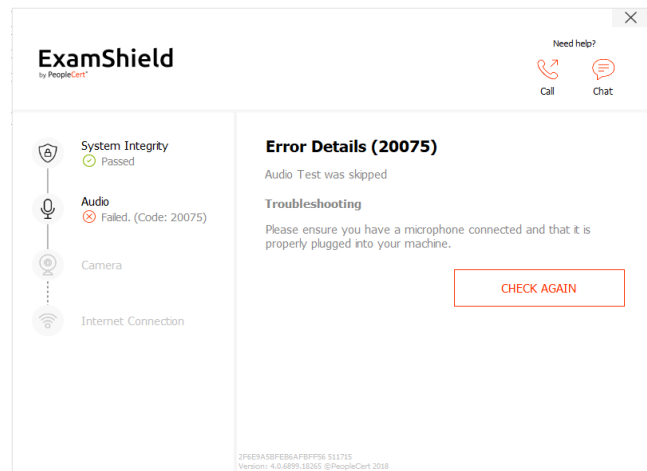 Need help?
ExamShield
by PeopleCert®
Call
Chat
System Integrity
Passed
Audio
Failed. (Code: 20075)
Camera
Internet Connection
Error Details (20075)
Audio Test was skipped
Troubleshooting
Please ensure you have a microphone connected and that it is
properly plugged into your machine.
CHECK AGAIN
2F6E9A5BFEB6AFBFF56 511715
Version: 4.0.6899.18265 ©PeopleCert 2018